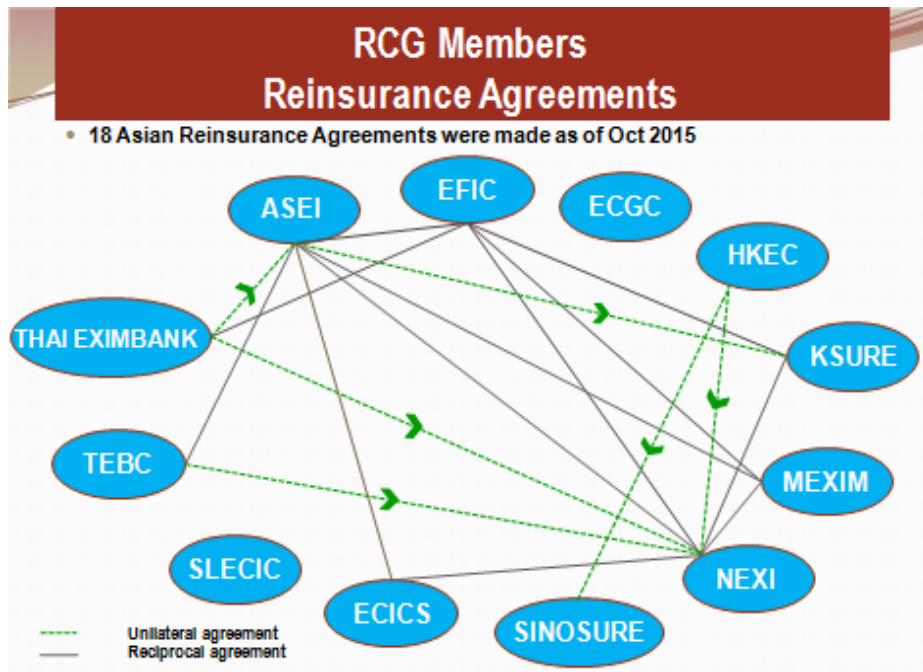 RCG Members
Reinsurance Agreements
• 18 Asian Reinsurance Agreements were made as of Oct 2015
ASEI
EFIC
ECGC
HKEC
THAI EXIMBANK
KSURE
TEBC
MEXIM
SLECIC
NEXI
ECICS
SINOSURE
Unilateral agreement
Reciprocal agreement